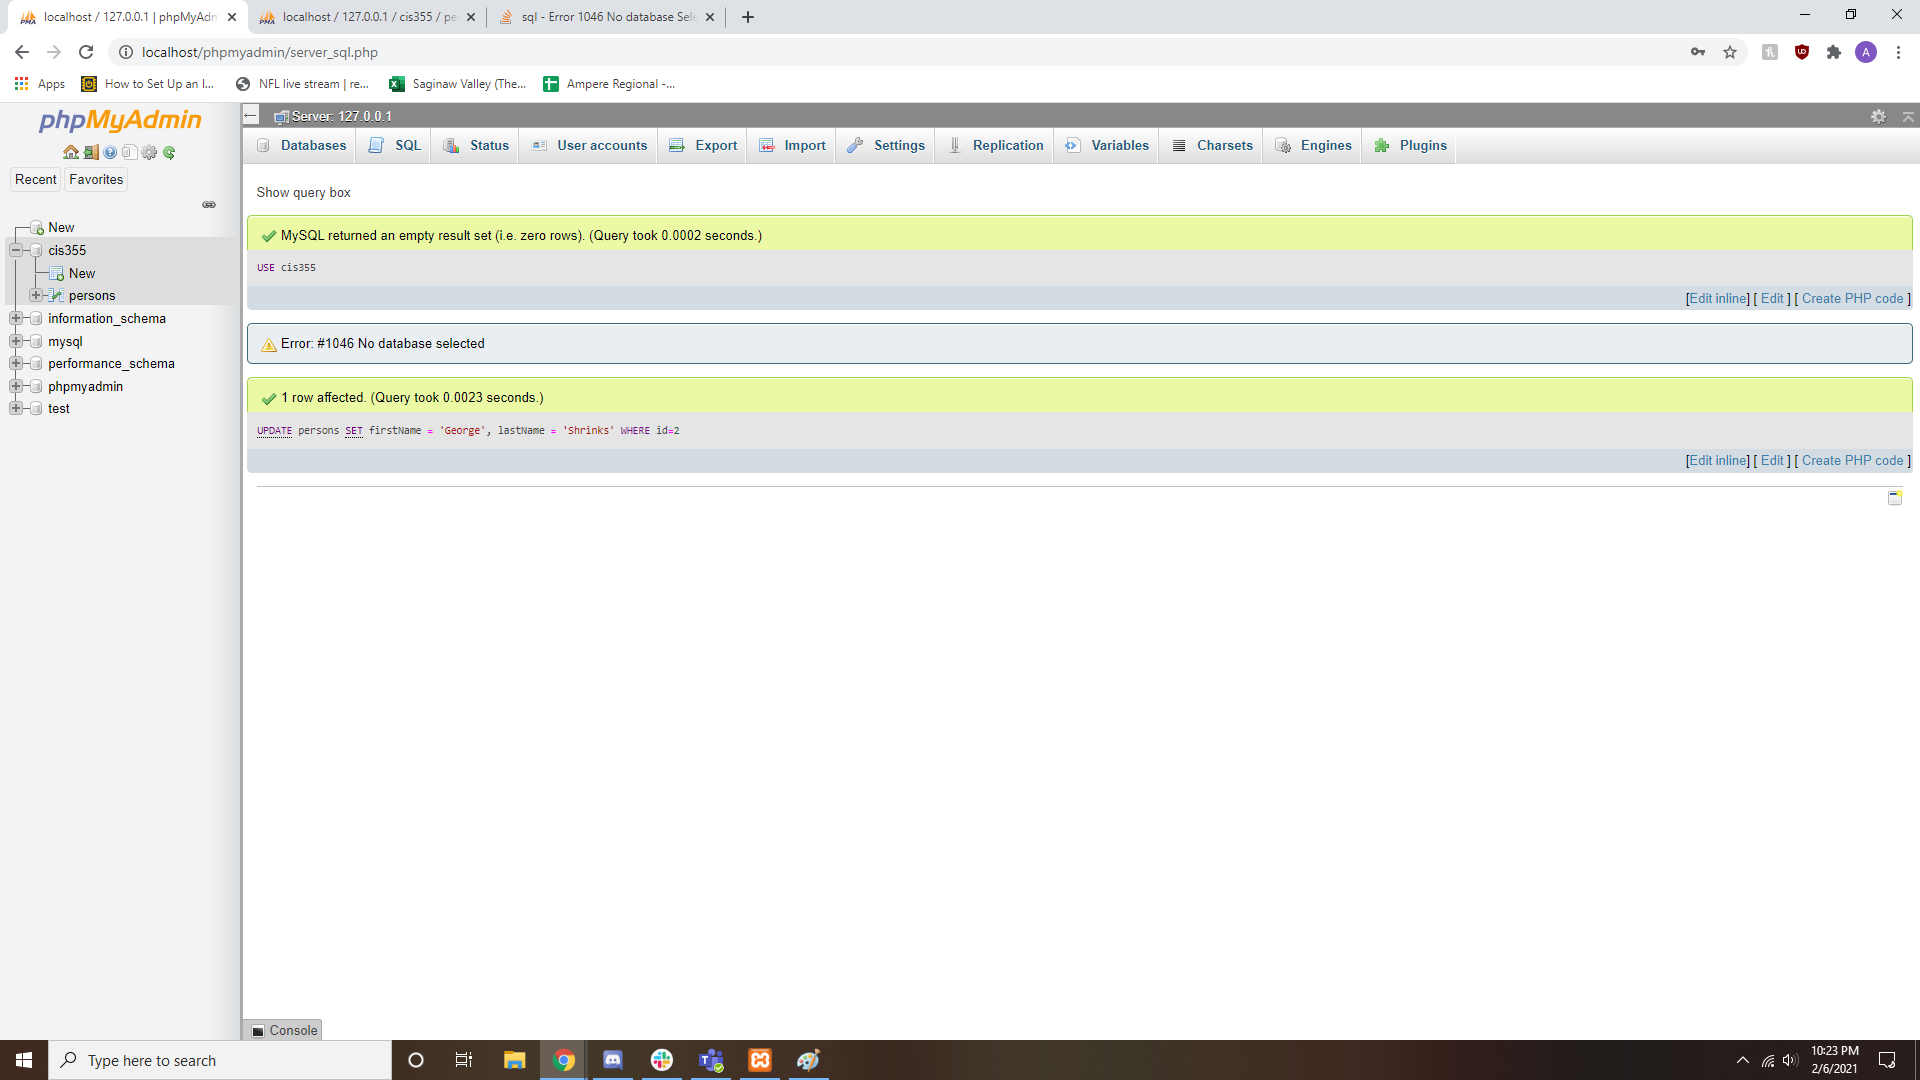 localhost / 127.0.0.1 | phpMyAdm
localhost / 127.0.0.1 / cis355 / pe
sql - Error 1046 No database Sele
localhost/phpmyadmin/server_sql.php
A
Apps
How to Set Up an I...
NFL live stream | re...
Saginaw Valley (The...
Ampere Regional -...
phpMyAdmin
Recent
Favorites
New
cis355
New
persons
information_schema
mysql
performance_schema
phpmyadmin
test
Server: 127.0.0.1
Databases
SQL
Status
User accounts
Export
Import
Settings
Replication
Variables
Charsets
Engines
Plugins
Show query box
MySQL returned an empty result set (i.e. zero rows). (Query took 0.0002 seconds.)
USE cis355
[Edit inline] [ Edit ] [ Create PHP code ]
Error: #1046 No database selected
1 row affected. (Query took 0.0023 seconds.)
UPDATE persons SET firstName = 'George', lastName = 'Shrinks' WHERE id=2
[Edit inline] [ Edit ] [ Create PHP code ]
Console
Type here to search
10:23 PM
2/6/2021